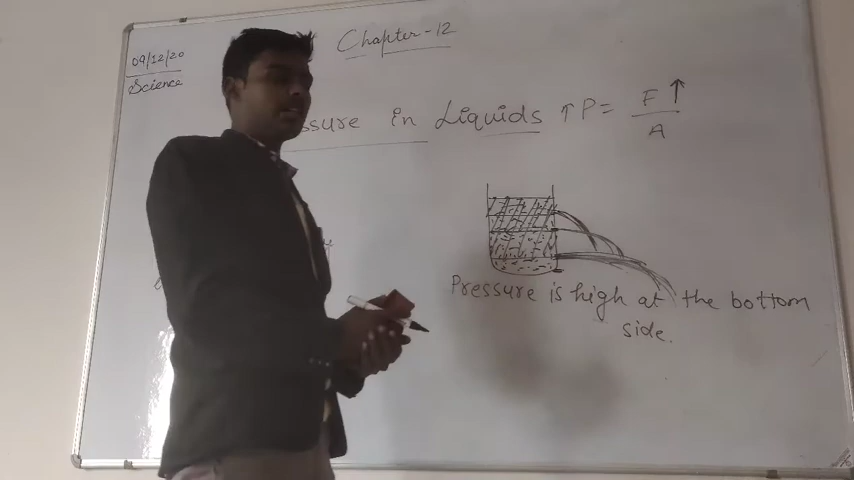 09/12/20
Science
Chapter-12
ssure in Liquids ↑ P= F↑
A
Pressure is high at the bottom
side.